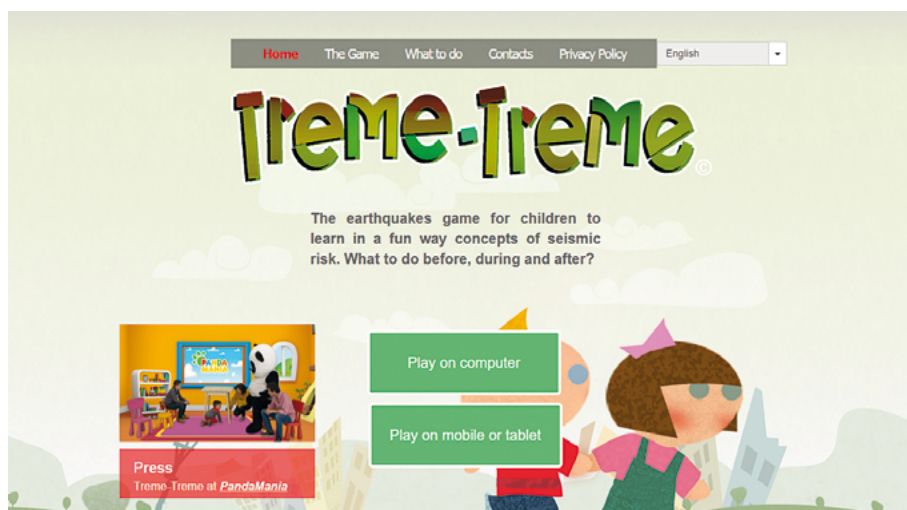 Home The Game What to do Contacts Privacy Policy English
Treme-Treme ©
The earthquakes game for children to
learn in a fun way concepts of seismic
risk. What to do before, during and after?
PANDA
MANIA
Play on computer
Play on mobile or tablet
Press
Treme-Treme at PandaMania